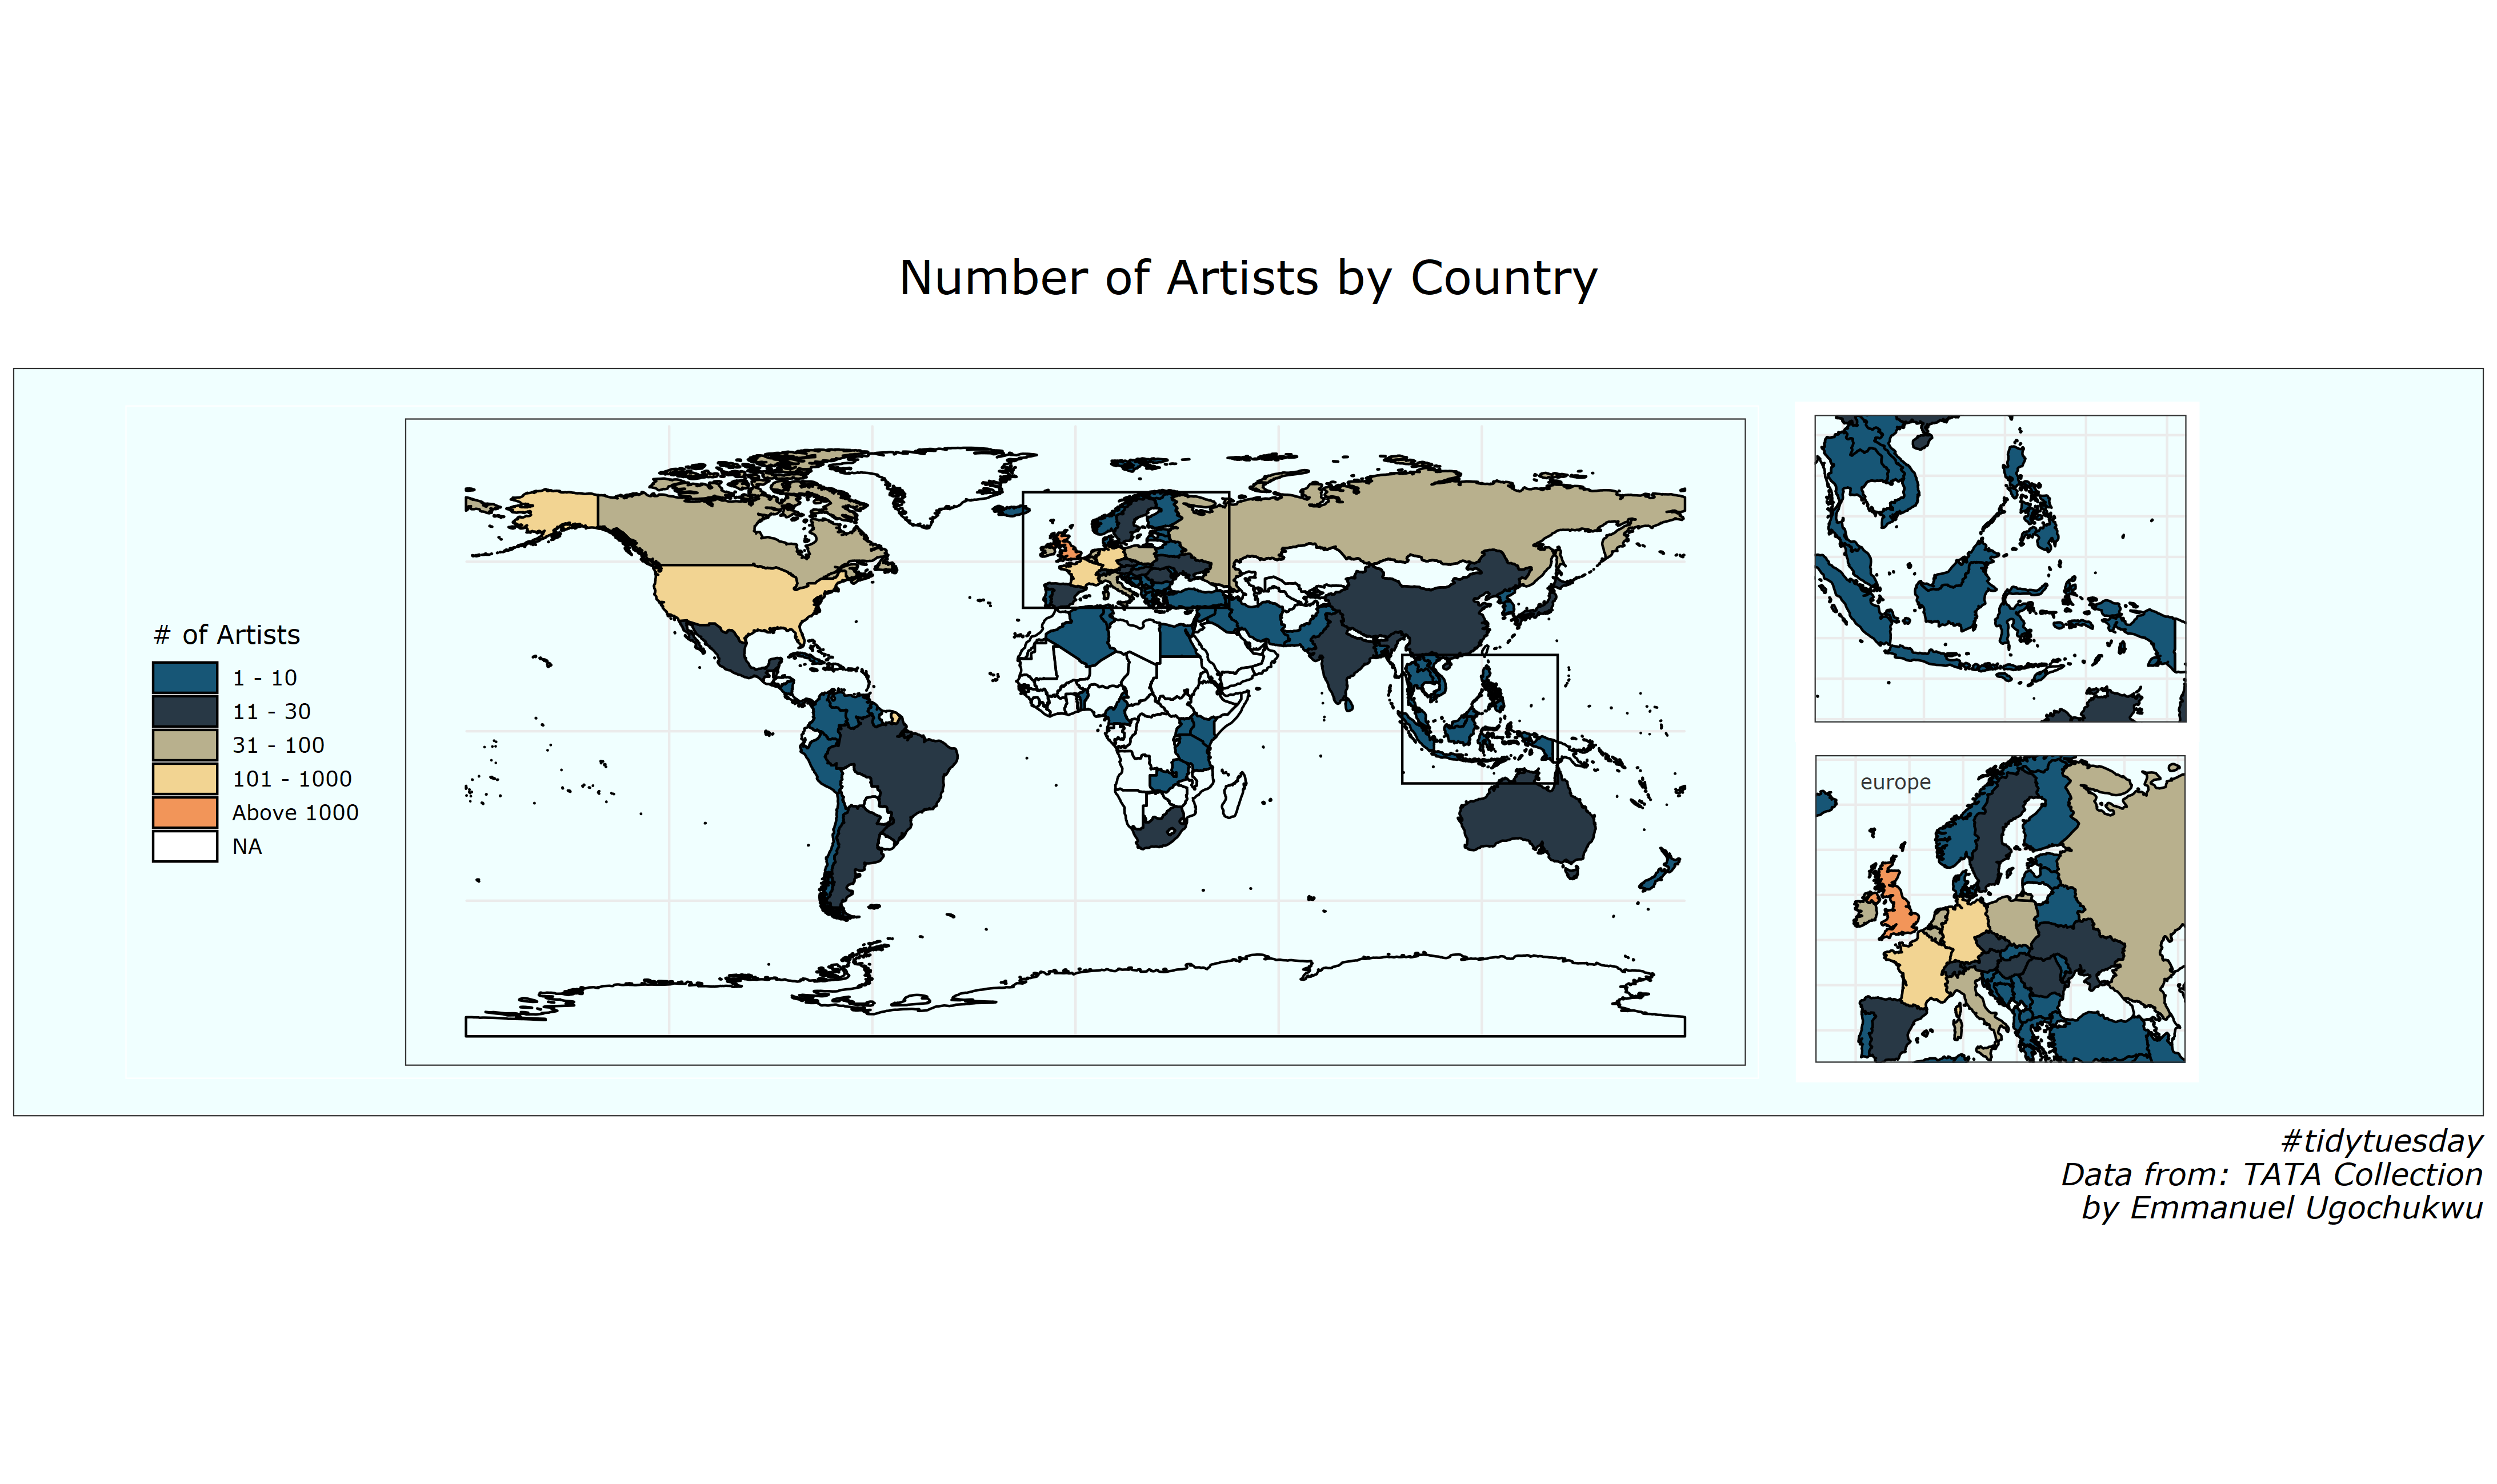 Number of Artists by Country
# of Artists
1 - 10
11 - 30
31 - 100
101 - 1000
Above 1000
NA
europe
#tidytuesday
Data from: TATA Collection
by Emmanuel Ugochukwu